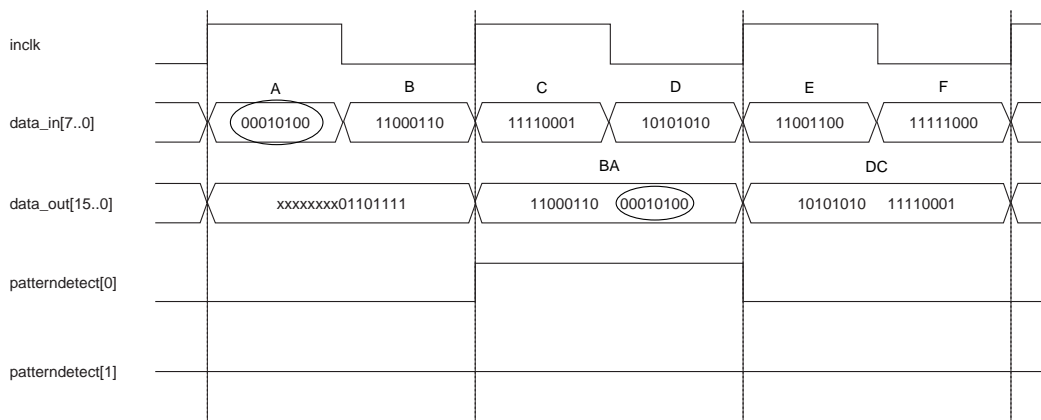 inclk
A B C D E F
data_in[7..0] 00010100 11000110 11110001 10101010 11001100 11111000
BA DC
data_out[15..0] xxxxxxxx01101111 11000110 00010100 10101010 11110001
patterndetect[0]
patterndetect[1]